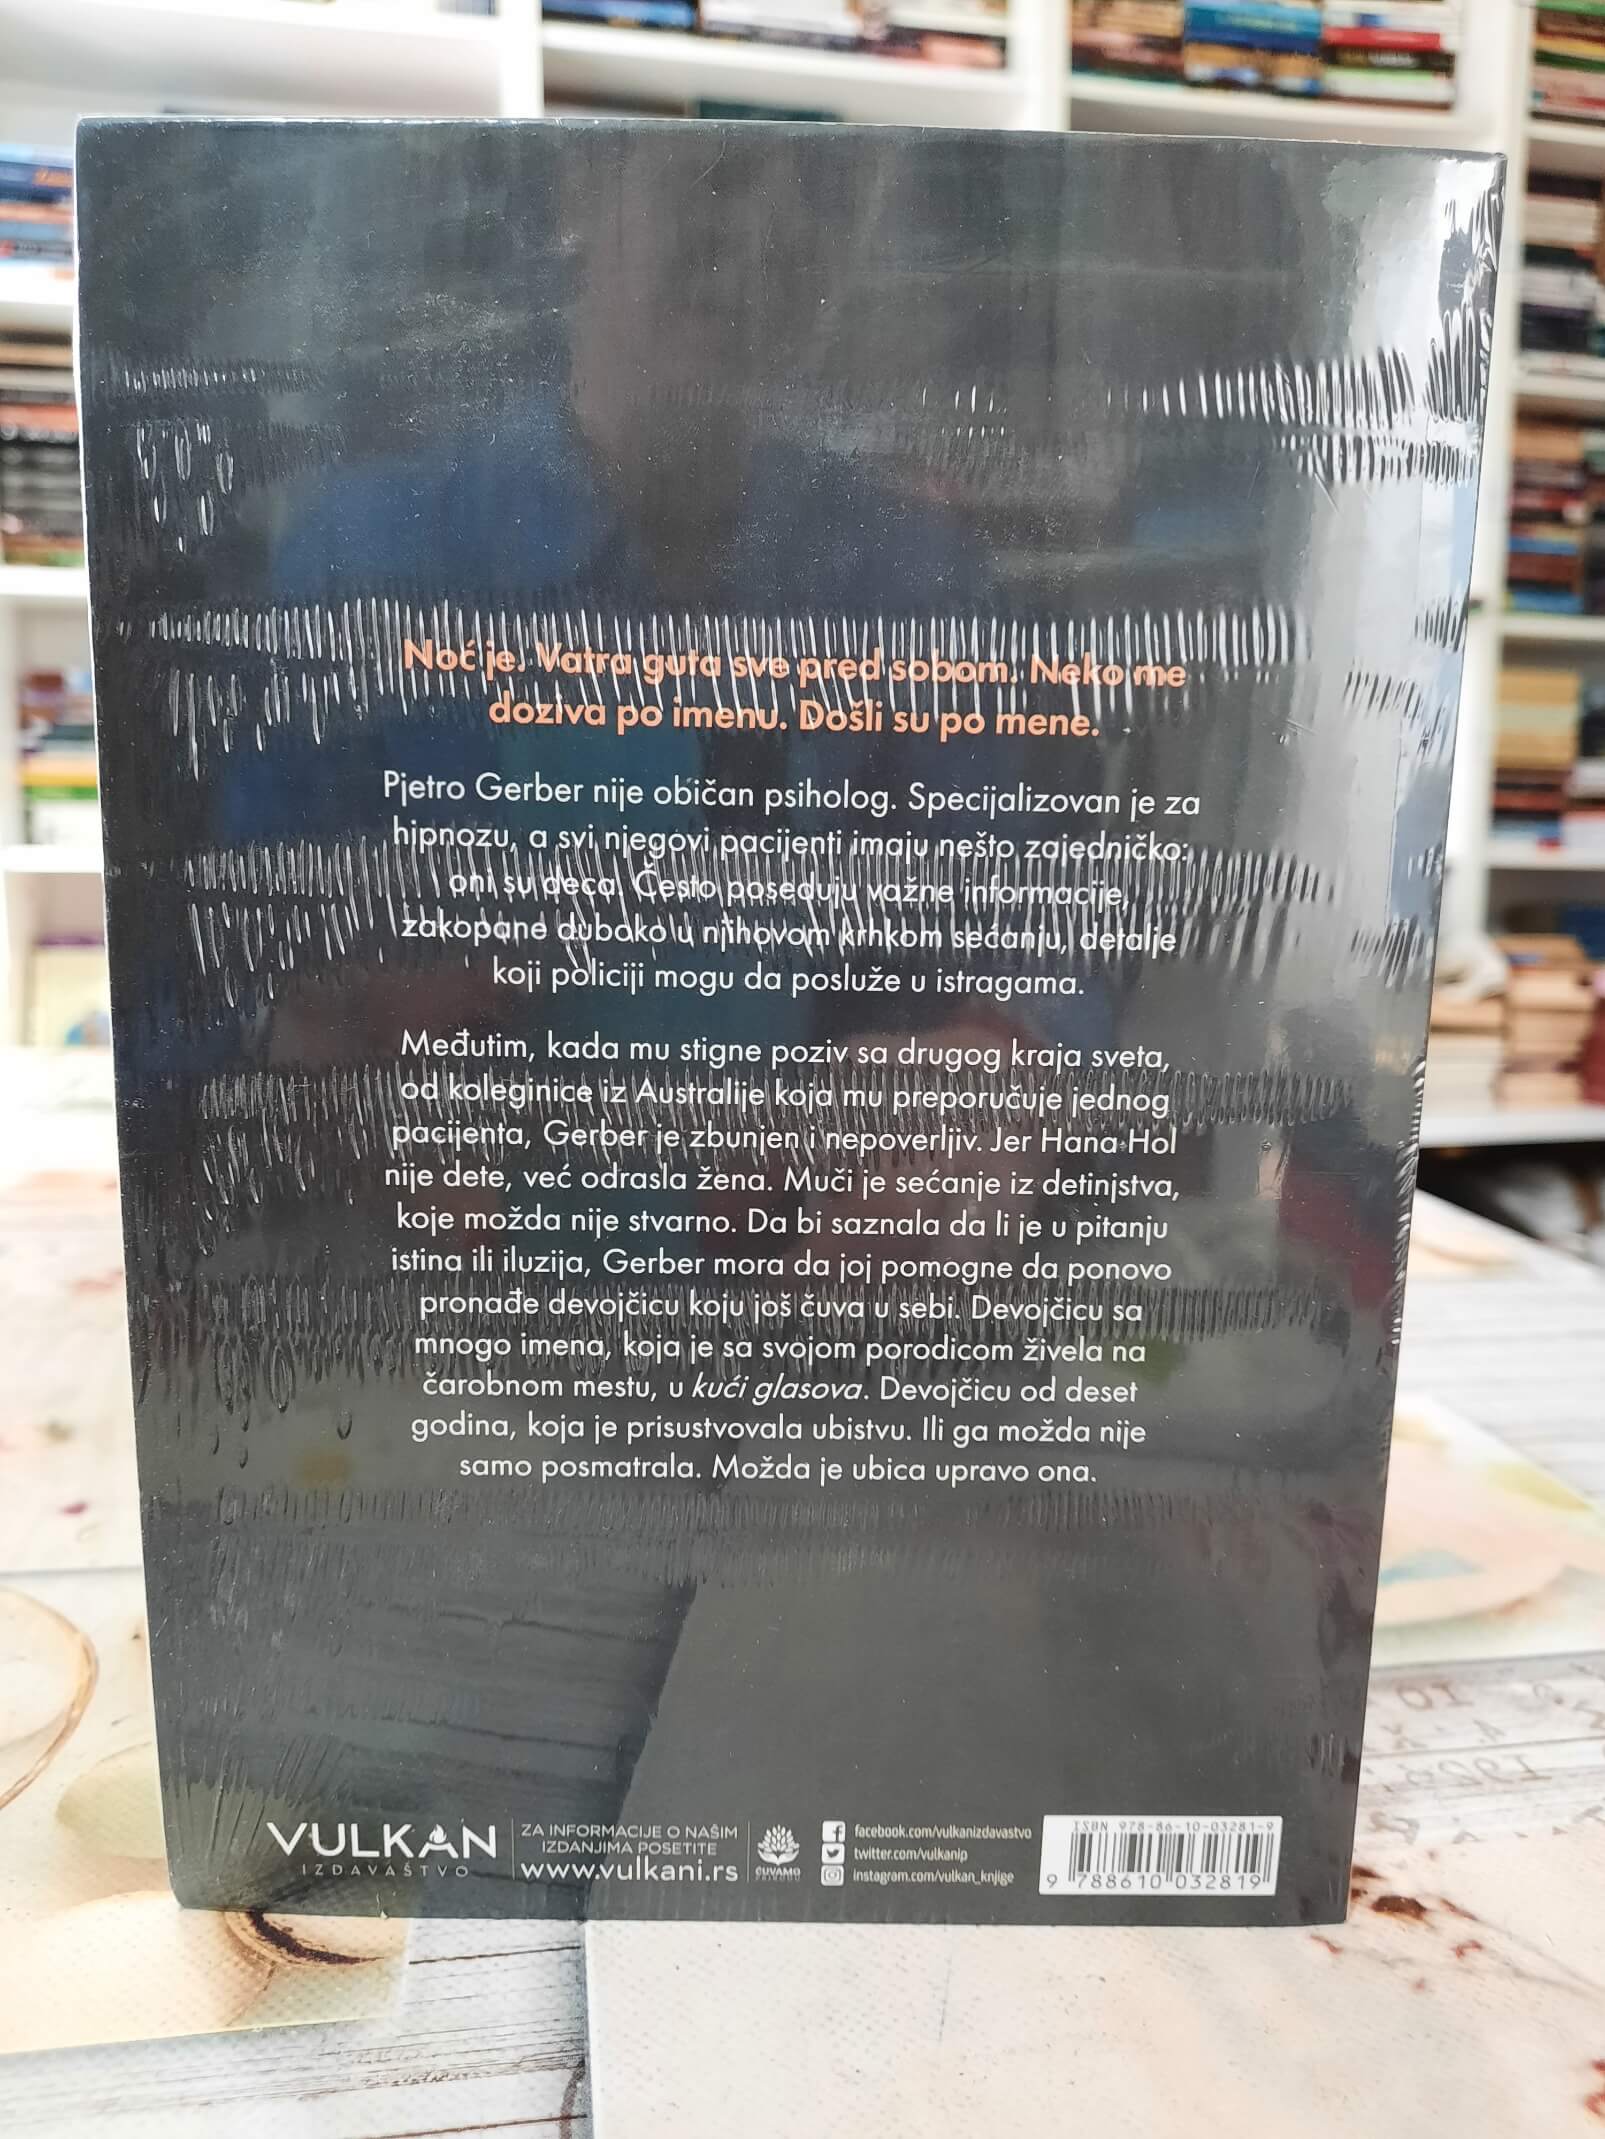 Noć je. Vatra guta sve pred sobom. Neko me
doziva po imenu. Došli su po mene.
Pjetro Gerber nije običan psiholog. Specijalizovan je za
hipnozu, a svi njegovi pacijenti imaju nešto zajedničko:
oni su deca. Često poseduju važne informacije,
zakopane duboko u njihovom krhkom sećanju, detalje
koji policiji mogu da posluže u istragama.
Međutim, kada mu stigne poziv sa drugog kraja sveta,
od koleginice iz Australije koja mu preporučuje jednog
pacijenta, Gerber je zbunjen i nepoverljiv. Jer Hana Hol
nije dete, već odrasla žena. Muči je sećanje iz detinjstva,
koje možda nije stvarno. Da bi saznala da li je u pitanju
istina ili iluzija, Gerber mora da joj pomogne da ponovo
pronađe devojčicu koju još čuva u sebi. Devojčicu sa
mnogo imena, koja je sa svojom porodicom živela na
čarobnom mestu, u kući glasova. Devojčicu od deset
godina, koja je prisustvovala ubistvu. Ili ga možda nije
samo posmatrala. Možda je ubica upravo ona.
VULKAN
IZDAVAŠTVO
ZA INFORMACIJE O NAŠIM
IZDANJIMA POSETITE
www.vulkani.rs
ČUVAMO
PRIRODU
facebook.com/vulkanizdavastvo
twitter.com/vulkanip
instagram.com/vulkan_knjige
ISBN 978-86-10-03281-9
9 788610 032819